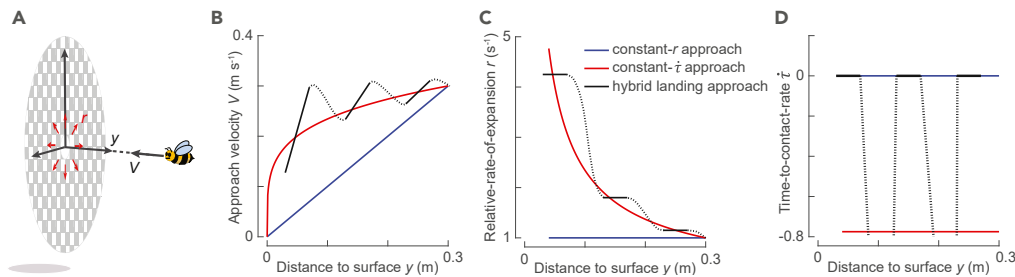 A
r
y
V
B
0.4
Approach velocity V (m s⁻¹)
0
0
0.3
Distance to surface y (m)
C
5
Relative-rate-of-expansion r (s⁻¹)
1
0
0.3
Distance to surface y (m)
constant-r approach
constant-τ̇ approach
hybrid landing approach
D
Time-to-contact-rate τ̇
0
-0.8
0
0.3
Distance to surface y (m)